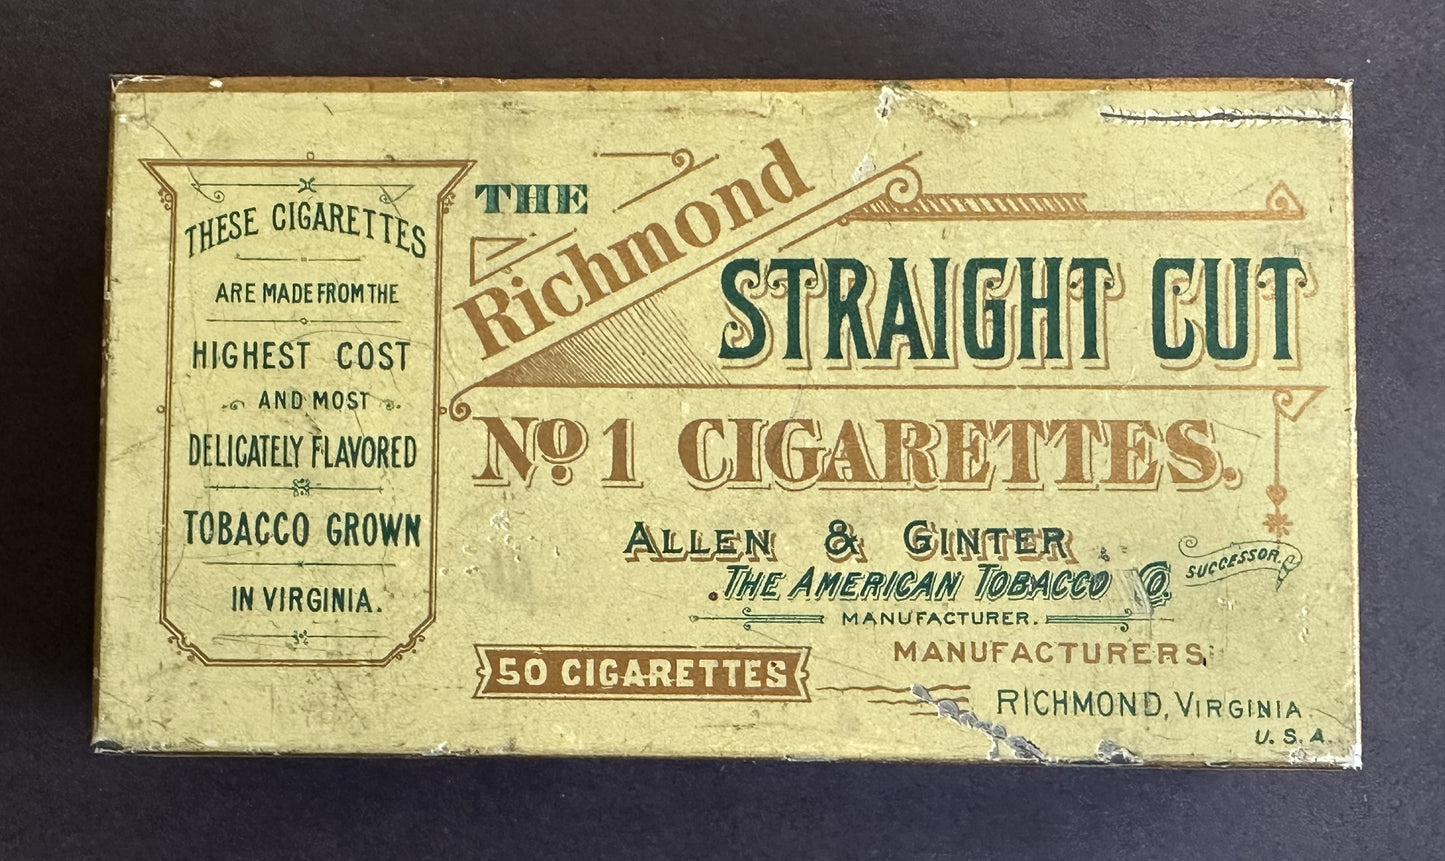 THESE CIGARETTES
ARE MADE FROM THE
HIGHEST COST
AND MOST
DELICATELY FLAVORED
TOBACCO GROWN
IN VIRGINIA.
THE
Richmond
STRAIGHT CUT
No 1 CIGARETTES.
ALLEN & GINTER
THE AMERICAN TOBACCO CO. SUCCESSOR.
MANUFACTURER.
MANUFACTURERS,
50 CIGARETTES
RICHMOND, VIRGINIA.
U.S.A.